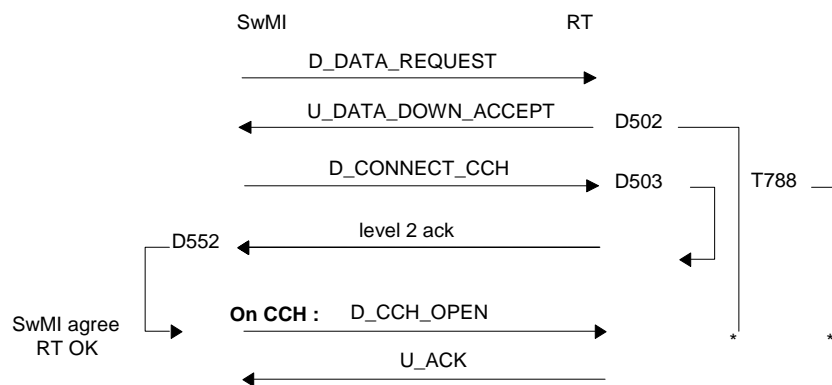 SwMI RT
D_DATA_REQUEST
U_DATA_DOWN_ACCEPT D502
D_CONNECT_CCH D503 T788
D552 level 2 ack
On CCH : D_CCH_OPEN
SwMI agree
RT OK
* *
U_ACK